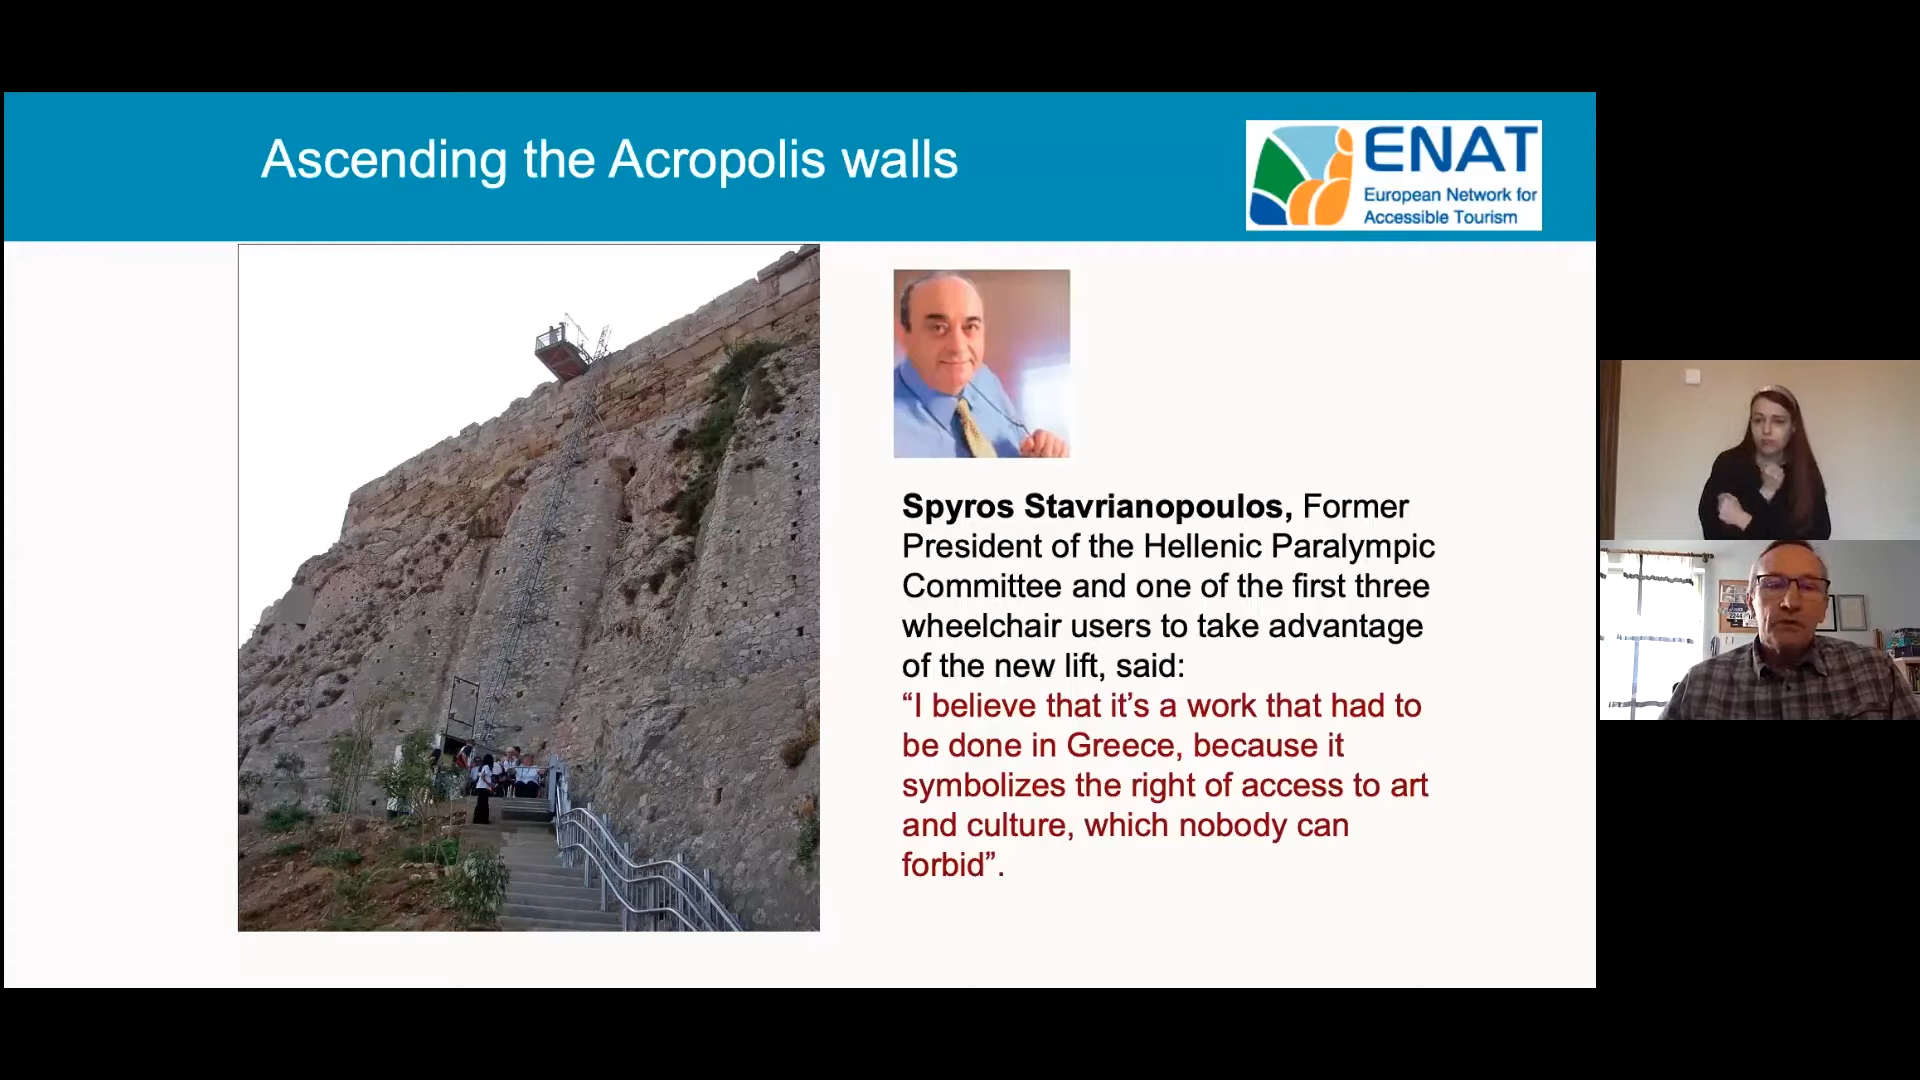 Ascending the Acropolis walls
ENAT
European Network for
Accessible Tourism
Spyros Stavrianopoulos, Former
President of the Hellenic Paralympic
Committee and one of the first three
wheelchair users to take advantage
of the new lift, said:
“I believe that it’s a work that had to
be done in Greece, because it
symbolizes the right of access to art
and culture, which nobody can
forbid”.